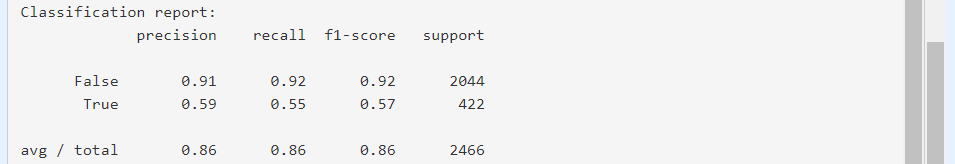 Classification report:
precision recall f1-score support
False 0.91 0.92 0.92 2044
True 0.59 0.55 0.57 422
avg / total 0.86 0.86 0.86 2466